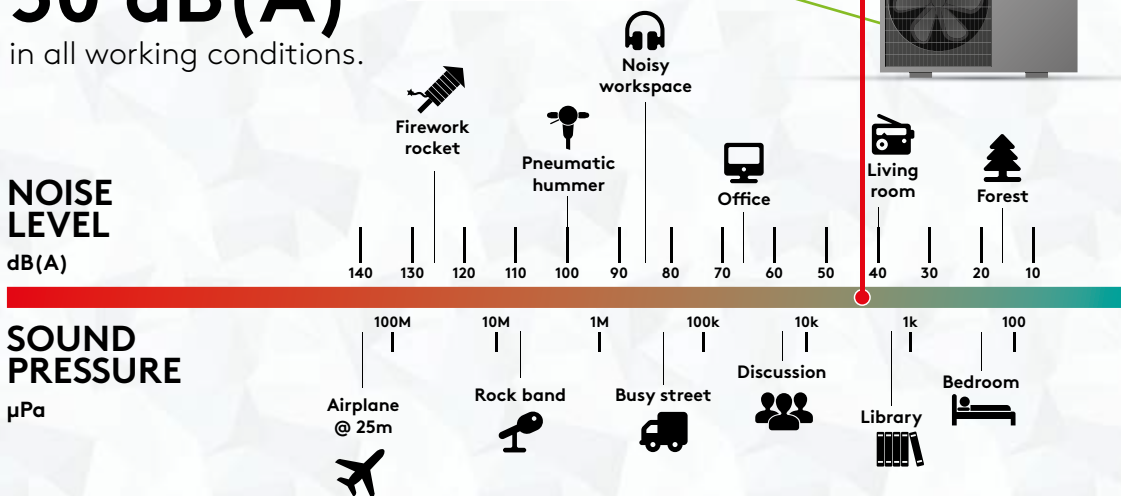 in all working conditions.
Noisy
workspace
Firework
rocket
Pneumatic
hummer
Office
Living
room
Forest
NOISE
LEVEL
dB(A)
140 130 120 110 100 90 80 70 60 50 40 30 20 10
SOUND
PRESSURE
µPa
100M 10M 1M 100k 10k 1k 100
Airplane
@ 25m
Rock band
Busy street
Discussion
Library
Bedroom